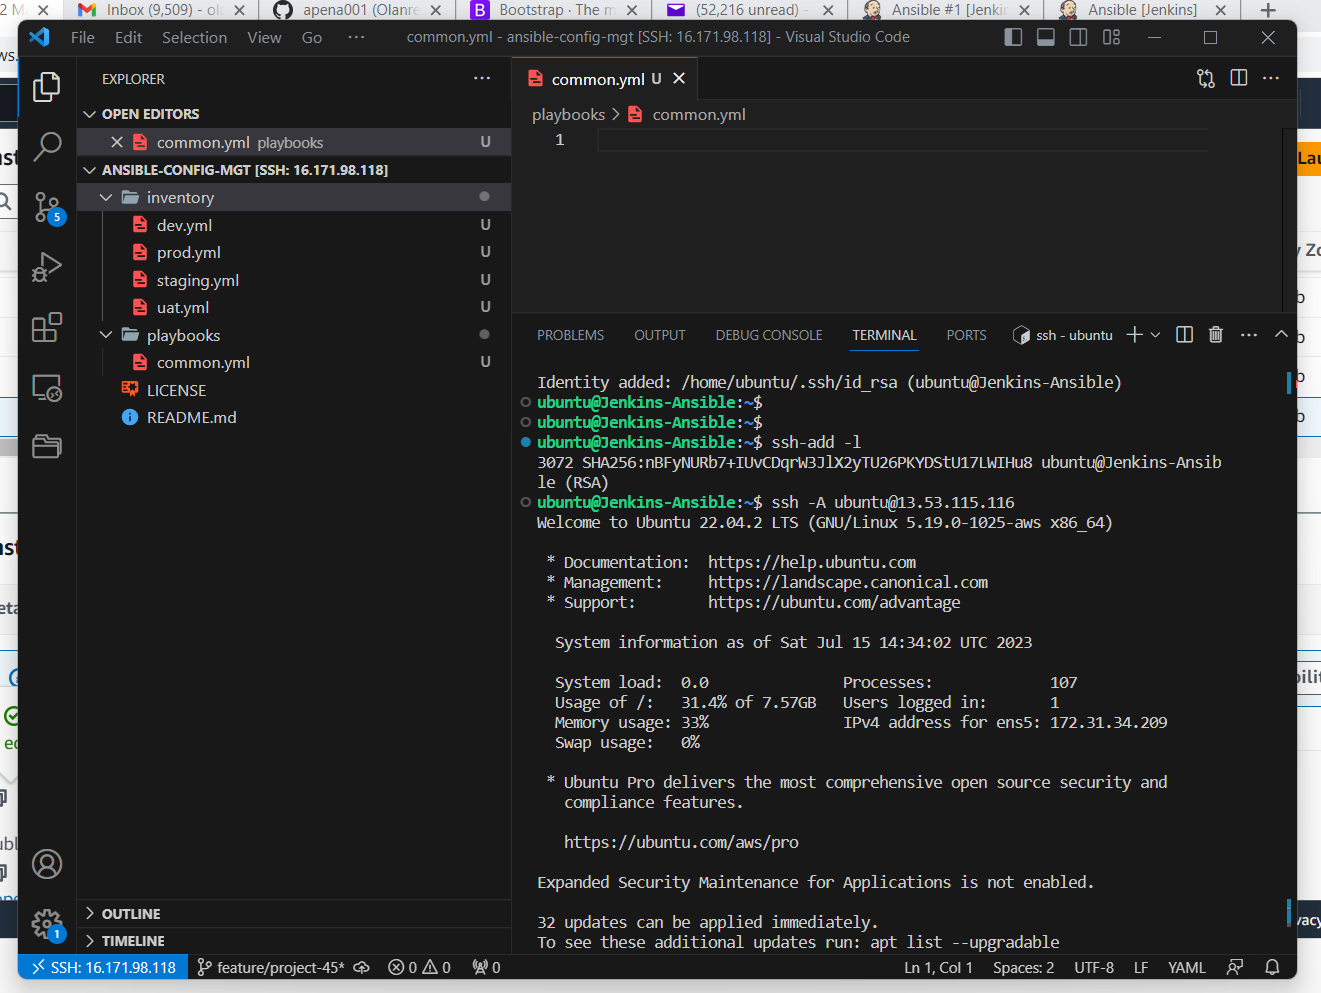 Inbox (9,509) - ola
apena001 (Olanre
B Bootstrap · The m
(52,216 unread) -
Ansible #1 [Jenki
Ansible [Jenkins]
File Edit Selection View Go ··· common.yml - ansible-config-mgt [SSH: 16.171.98.118] - Visual Studio Code
EXPLORER
OPEN EDITORS
common.yml playbooks U
ANSIBLE-CONFIG-MGT [SSH: 16.171.98.118]
inventory
dev.yml U
prod.yml U
staging.yml U
uat.yml U
playbooks
common.yml U
LICENSE
README.md
OUTLINE
TIMELINE
5
1
common.yml U
playbooks > common.yml
1
PROBLEMS OUTPUT DEBUG CONSOLE TERMINAL PORTS ssh - ubuntu
Identity added: /home/ubuntu/.ssh/id_rsa (ubuntu@Jenkins-Ansible)
ubuntu@Jenkins-Ansible:~$
ubuntu@Jenkins-Ansible:~$
ubuntu@Jenkins-Ansible:~$ ssh-add -l
3072 SHA256:nBFyNURb7+IUvCDqrW3JlX2yTU26PKYDStU17LWIHu8 ubuntu@Jenkins-Ansib
le (RSA)
ubuntu@Jenkins-Ansible:~$ ssh -A ubuntu@13.53.115.116
Welcome to Ubuntu 22.04.2 LTS (GNU/Linux 5.19.0-1025-aws x86_64)
* Documentation: https://help.ubuntu.com
* Management: https://landscape.canonical.com
* Support: https://ubuntu.com/advantage
System information as of Sat Jul 15 14:34:02 UTC 2023
System load: 0.0 Processes: 107
Usage of /: 31.4% of 7.57GB Users logged in: 1
Memory usage: 33% IPv4 address for ens5: 172.31.34.209
Swap usage: 0%
* Ubuntu Pro delivers the most comprehensive open source security and
compliance features.
https://ubuntu.com/aws/pro
Expanded Security Maintenance for Applications is not enabled.
32 updates can be applied immediately.
To see these additional updates run: apt list --upgradable
SSH: 16.171.98.118 feature/project-45* 0 0 0 Ln 1, Col 1 Spaces: 2 UTF-8 LF YAML